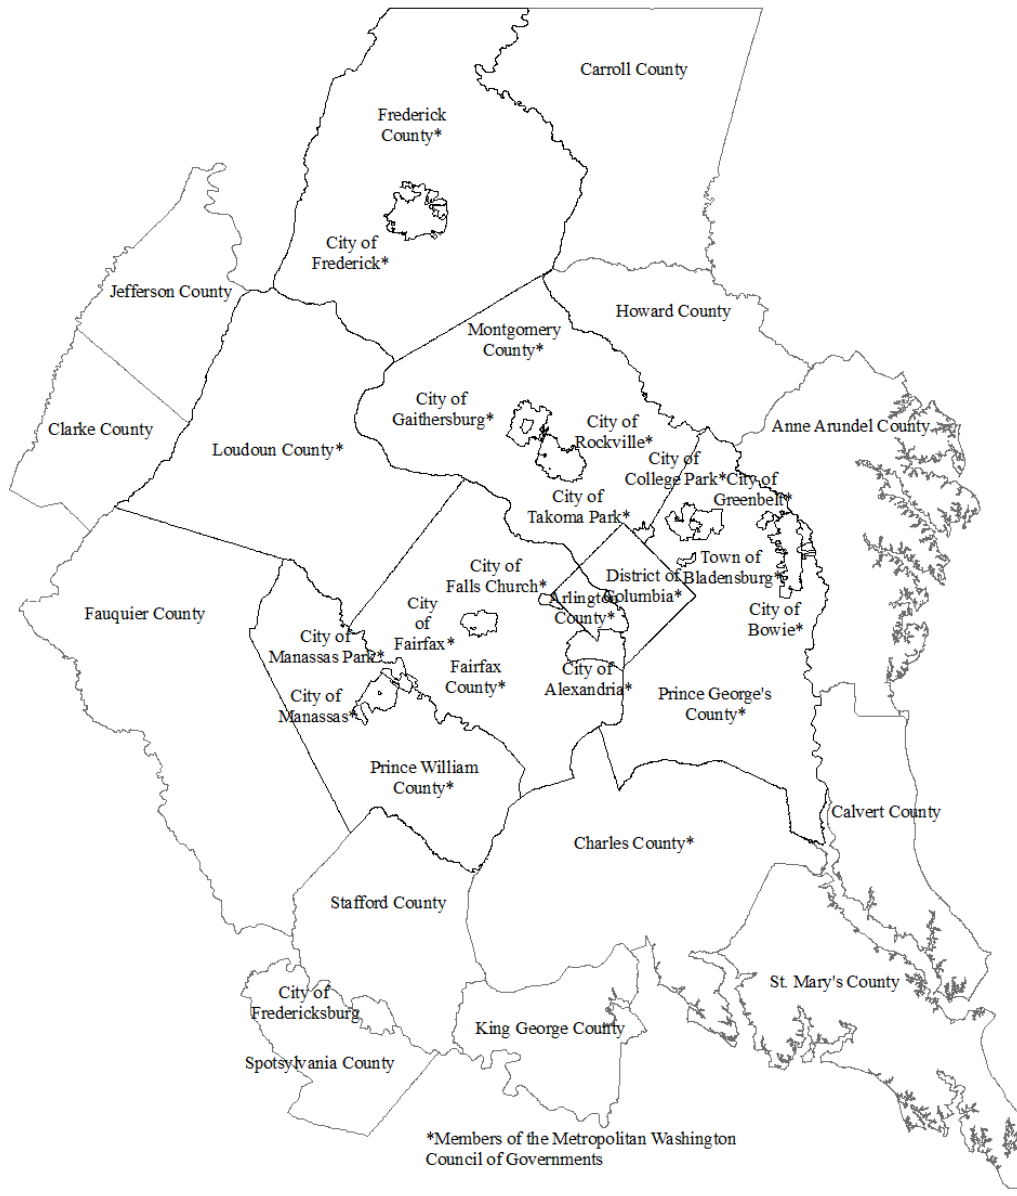 Carroll County
Frederick
County*
City of
Frederick*
Jefferson County
Howard County
Montgomery
County*
City of
Gaithersburg*
City of
Rockville*
Clarke County
Loudoun County*
Anne Arundel County
City of
College Park*
City of
Greenbelt*
City of
Takoma Park*
City of
Falls Church*
District of
Columbia*
Town of
Bladensburg*
Arlington
County*
Fauquier County
City
of
Fairfax*
City of
Bowie*
City of
Manassas Park*
Fairfax
County*
City of
Alexandria*
City of
Manassas*
Prince George's
County*
Prince William
County*
Calvert County
Charles County*
Stafford County
St. Mary's County
City of
Fredericksburg
King George County
Spotsylvania County
*Members of the Metropolitan Washington
Council of Governments